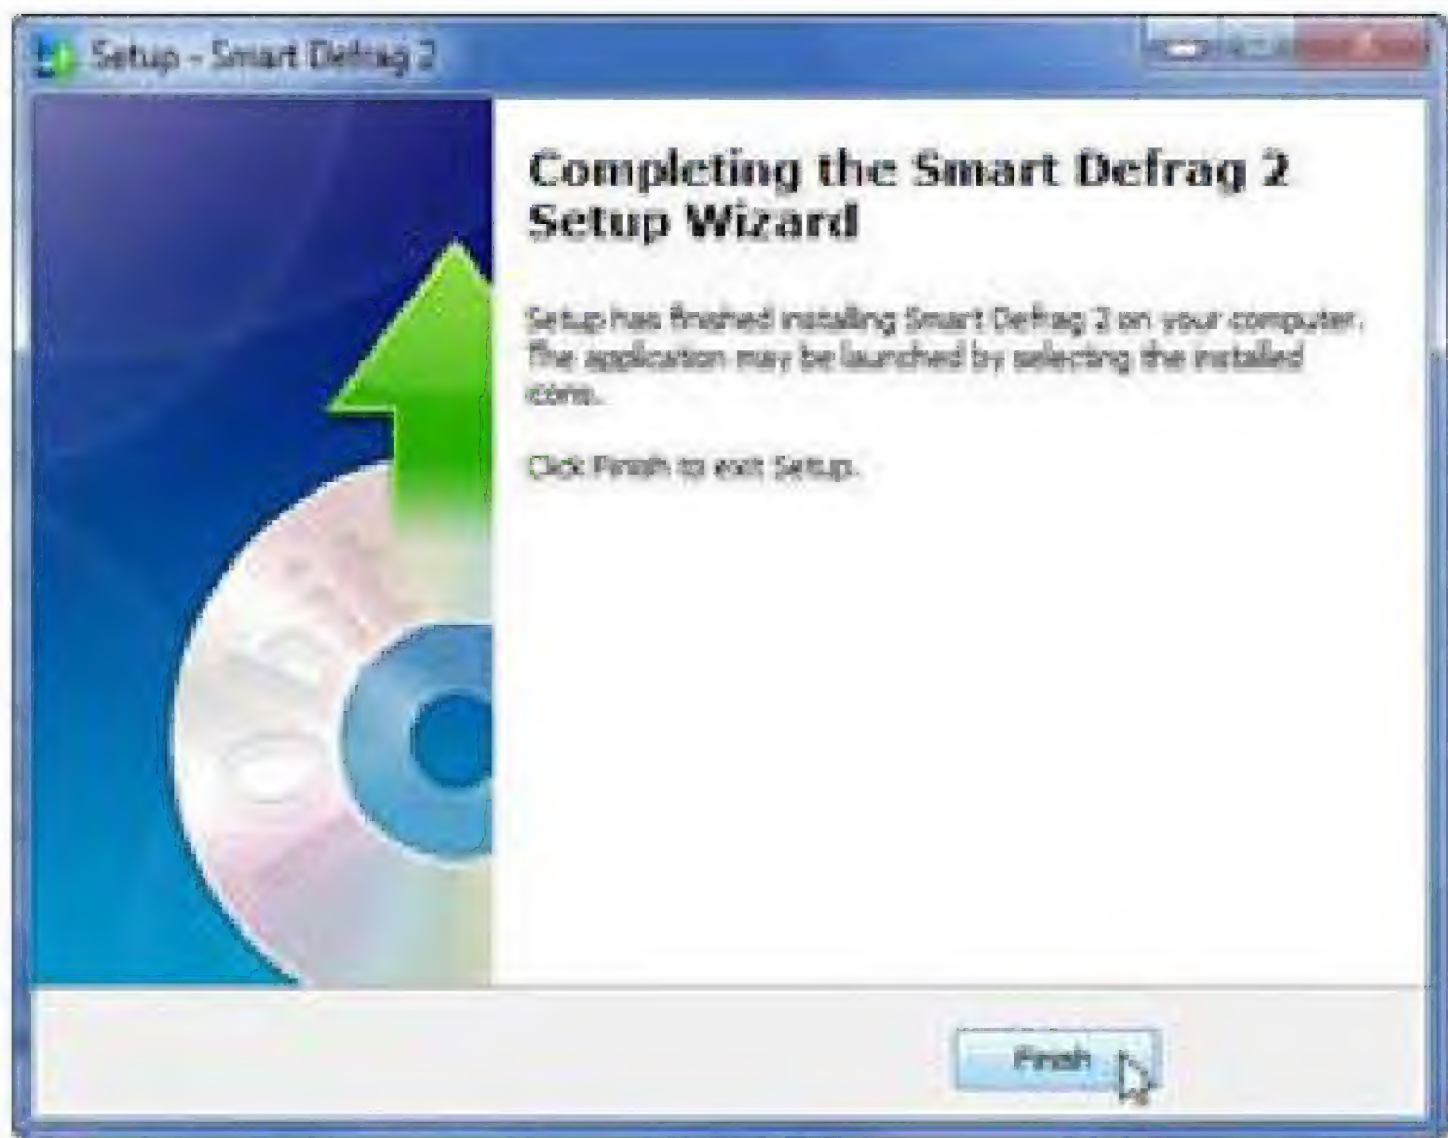 Setup - Smart Defrag 2
Completing the Smart Defrag 2
Setup Wizard
Setup has finished installing Smart Defrag 2 on your computer.
The application may be launched by selecting the installed
icons.
Click Finish to exit Setup.
Finish